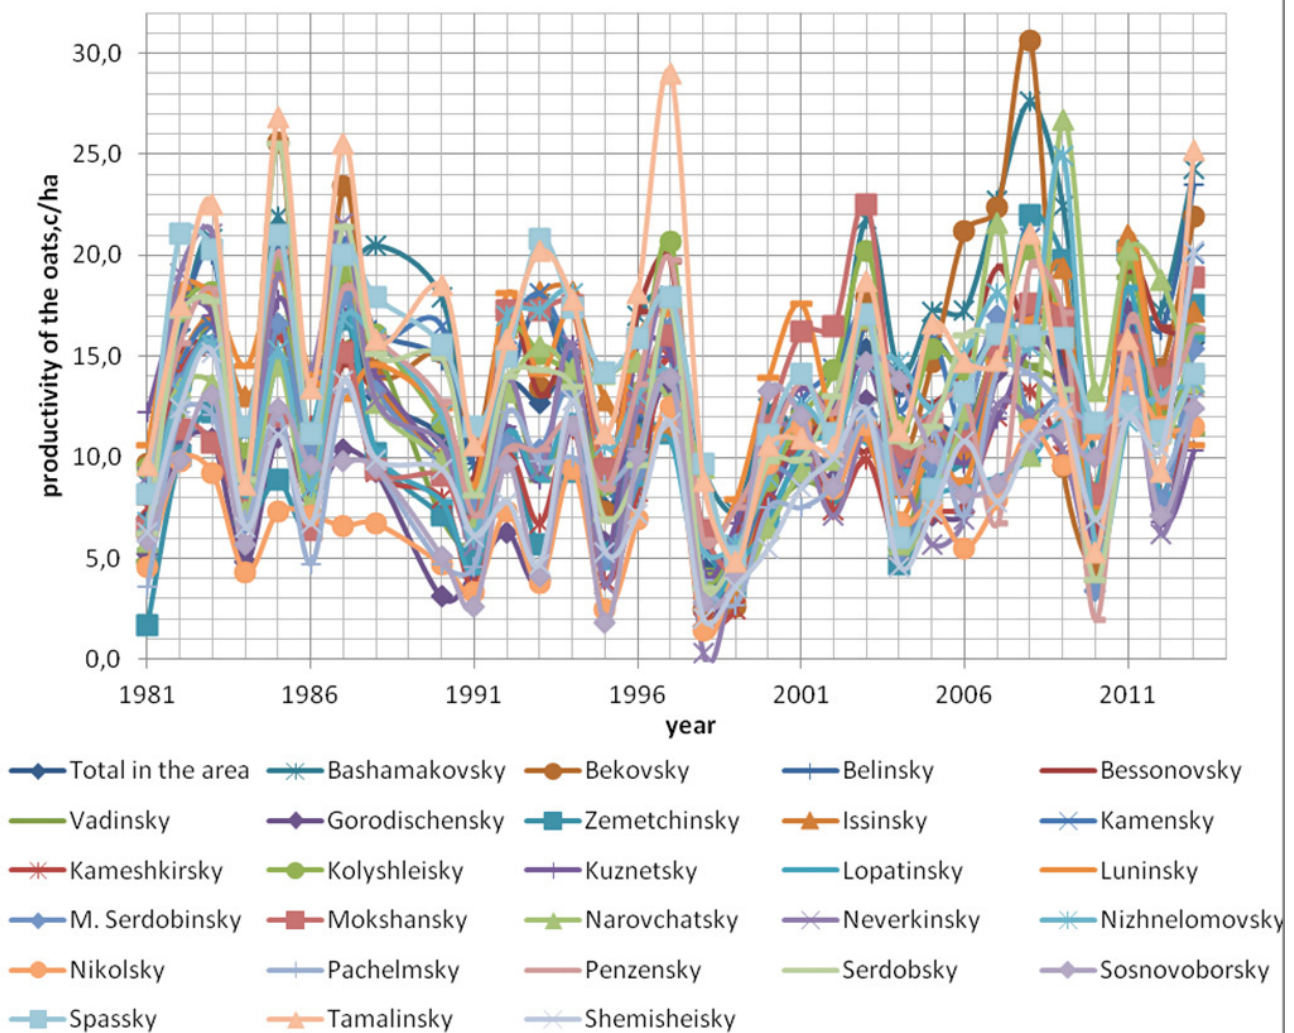 productivity of the oats,c/ha
30,0
25,0
20,0
15,0
10,0
5,0
0,0
1981 1986 1991 1996 2001 2006 2011
year
Total in the area Bashamakovsky Bekovsky Belinsky Bessonovsky
Vadinsky Gorodischensky Zemetchinsky Issinsky Kamensky
Kameshkirsky Kolyshleisky Kuznetsky Lopatinsky Luninsky
M. Serdobinsky Mokshansky Narovchatsky Neverkinsky Nizhnelomovsky
Nikolsky Pachelmsky Penzensky Serdobsky Sosnovoborsky
Spassky Tamalinsky Shemisheisky